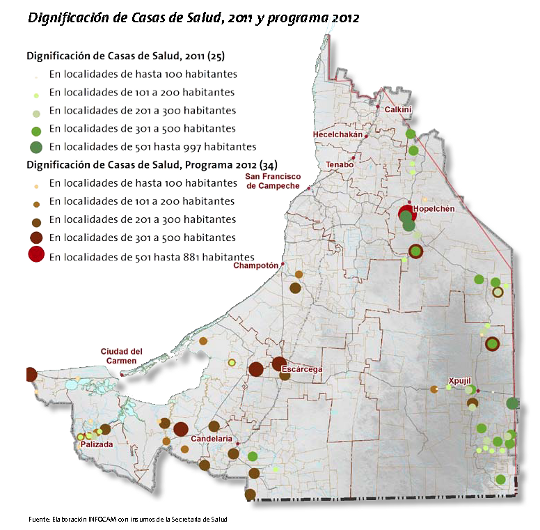 Dignificación de Casas de Salud, 2011 y programa 2012
Dignificación de Casas de Salud, 2011 (25)
En localidades de hasta 100 habitantes
En localidades de 101 a 200 habitantes
En localidades de 201 a 300 habitantes
En localidades de 301 a 500 habitantes
En localidades de 501 hasta 997 habitantes
Dignificación de Casas de Salud, Programa 2012 (34)
En localidades de hasta 100 habitantes
En localidades de 101 a 200 habitantes
En localidades de 201 a 300 habitantes
En localidades de 301 a 500 habitantes
En localidades de 501 hasta 881 habitantes
Calkiní
Hecelchakán
Tenabo
San Francisco
de Campeche
Hopelchén
Champotón
Ciudad del
Carmen
Escárcega
Xpujil
Palizada
Candelaria
Fuente: Elaboración INFOCAM con insumos de la Secretaría de Salud